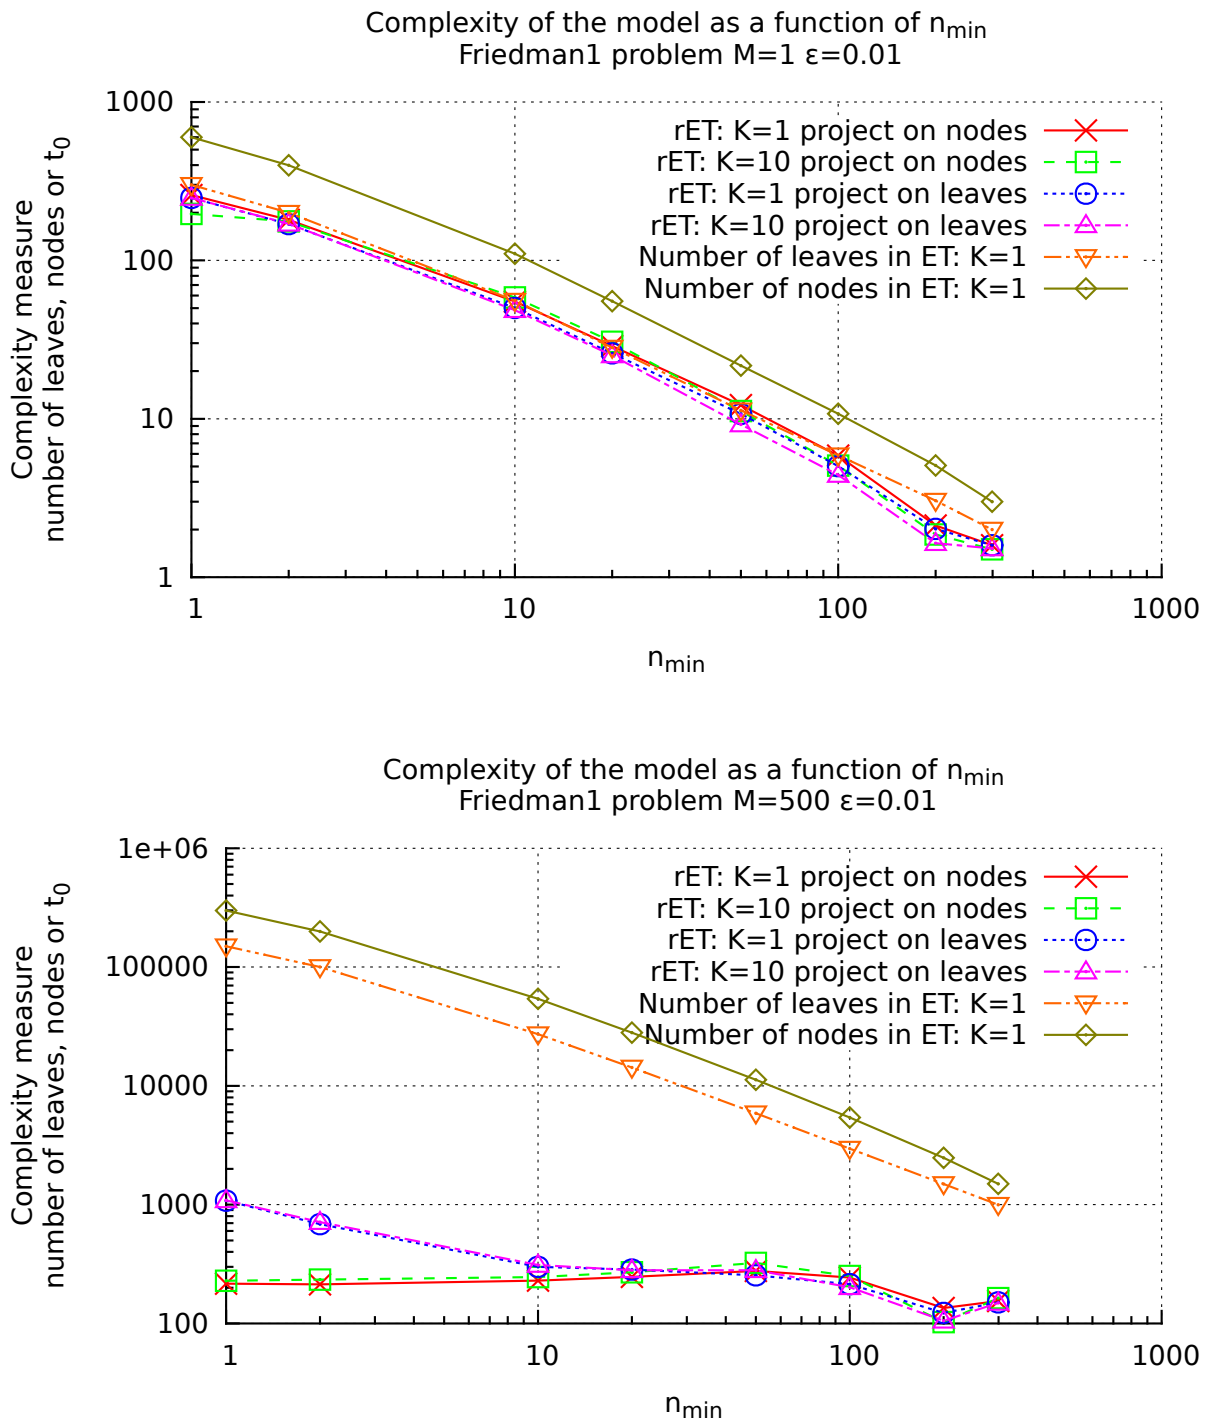 Complexity of the model as a function of n_min
Friedman1 problem M=1 ε=0.01
Complexity measure
number of leaves, nodes or t_0
1000
100
10
1
rET: K=1 project on nodes
rET: K=10 project on nodes
rET: K=1 project on leaves
rET: K=10 project on leaves
Number of leaves in ET: K=1
Number of nodes in ET: K=1
1 10 100 1000
n_min
Complexity of the model as a function of n_min
Friedman1 problem M=500 ε=0.01
Complexity measure
number of leaves, nodes or t_0
1e+06
100000
10000
1000
100
rET: K=1 project on nodes
rET: K=10 project on nodes
rET: K=1 project on leaves
rET: K=10 project on leaves
Number of leaves in ET: K=1
Number of nodes in ET: K=1
1 10 100 1000
n_min